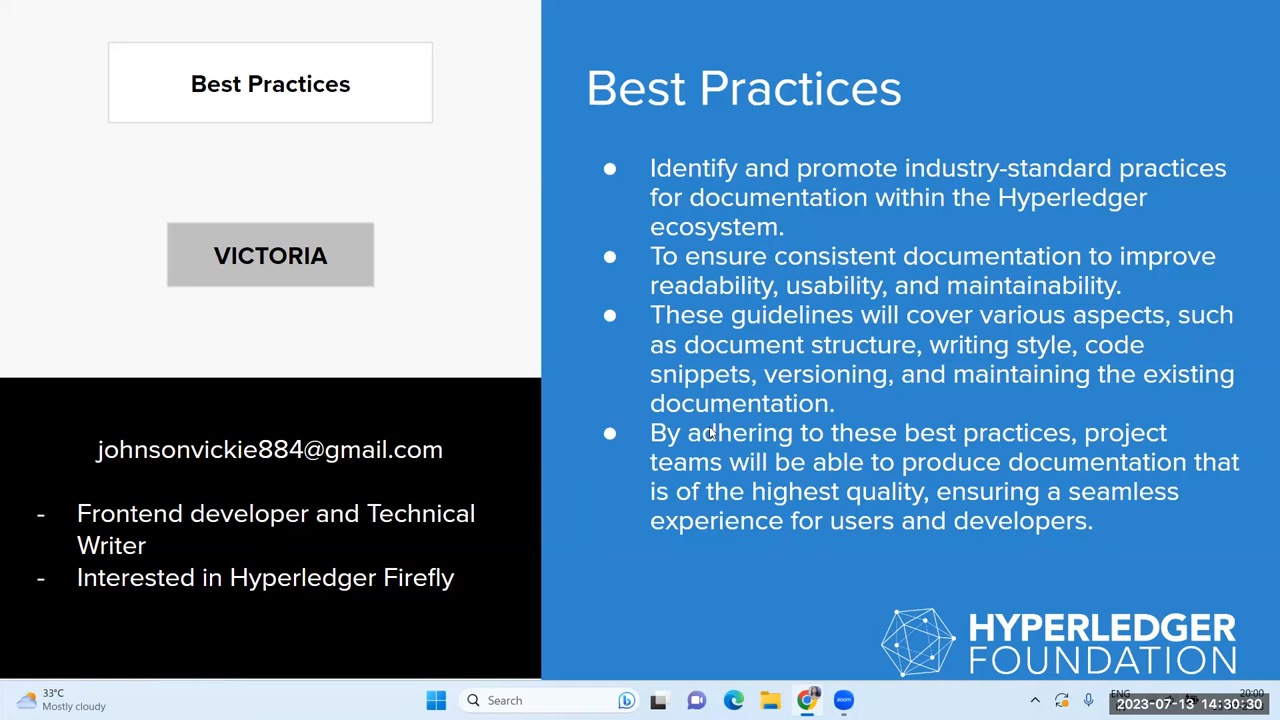 Best Practices
VICTORIA
johnsonvickie884@gmail.com
- Frontend developer and Technical
Writer
- Interested in Hyperledger Firefly
Best Practices
● Identify and promote industry-standard practices
for documentation within the Hyperledger
ecosystem.
● To ensure consistent documentation to improve
readability, usability, and maintainability.
● These guidelines will cover various aspects, such
as document structure, writing style, code
snippets, versioning, and maintaining the existing
documentation.
● By adhering to these best practices, project
teams will be able to produce documentation that
is of the highest quality, ensuring a seamless
experience for users and developers.
HYPERLEDGER
FOUNDATION
33°C
Mostly cloudy
Search
zoom
ENG
20:00
2023-07-13 14:30:30